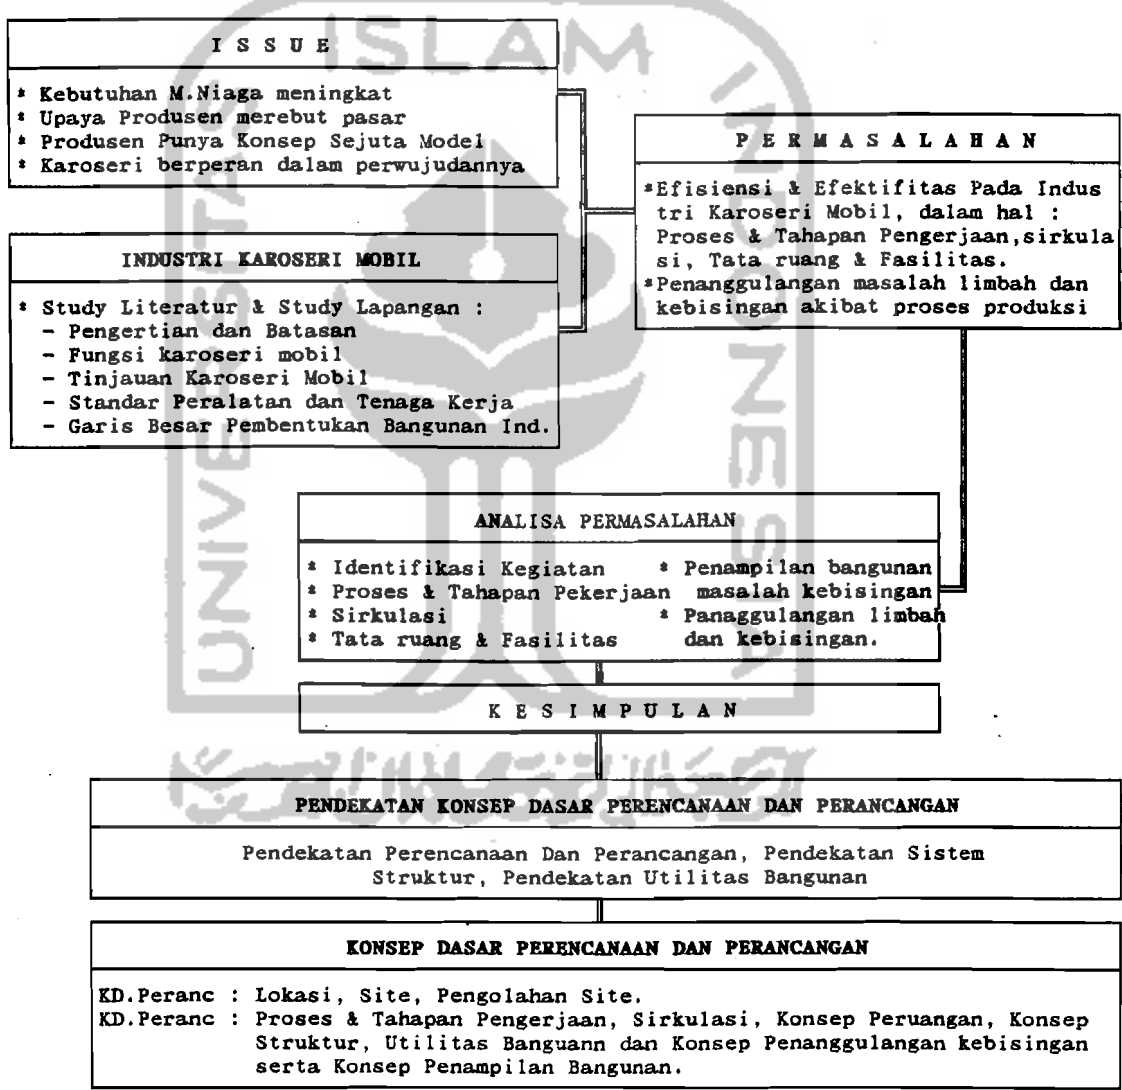 I S S U E
* Kebutuhan M.Niaga meningkat
* Upaya Produsen merebut pasar
* Produsen Punya Konsep Sejuta Model
* Karoseri berperan dalam perwujudannya
P E R M A S A L A H A N
*Efisiensi & Efektifitas Pada Indus
tri Karoseri Mobil, dalam hal :
Proses & Tahapan Pengerjaan,sirkula
si, Tata ruang & Fasilitas.
*Penanggulangan masalah limbah dan
kebisingan akibat proses produksi
INDUSTRI KAROSERI MOBIL
* Study Literatur & Study Lapangan :
- Pengertian dan Batasan
- Fungsi karoseri mobil
- Tinjauan Karoseri Mobil
- Standar Peralatan dan Tenaga Kerja
- Garis Besar Pembentukan Bangunan Ind.
ANALISA PERMASALAHAN
* Identifikasi Kegiatan * Penampilan bangunan
* Proses & Tahapan Pekerjaan masalah kebisingan
* Sirkulasi * Panaggulangan limbah
* Tata ruang & Fasilitas dan kebisingan.
K E S I M P U L A N
PENDEKATAN KONSEP DASAR PERENCANAAN DAN PERANCANGAN
Pendekatan Perencanaan Dan Perancangan, Pendekatan Sistem
Struktur, Pendekatan Utilitas Bangunan
KONSEP DASAR PERENCANAAN DAN PERANCANGAN
KD.Peranc : Lokasi, Site, Pengolahan Site.
KD.Peranc : Proses & Tahapan Pengerjaan, Sirkulasi, Konsep Peruangan, Konsep
Struktur, Utilitas Banguann dan Konsep Penanggulangan kebisingan
serta Konsep Penampilan Bangunan.
UNIVERSITAS
ISLAM
INDONESIA